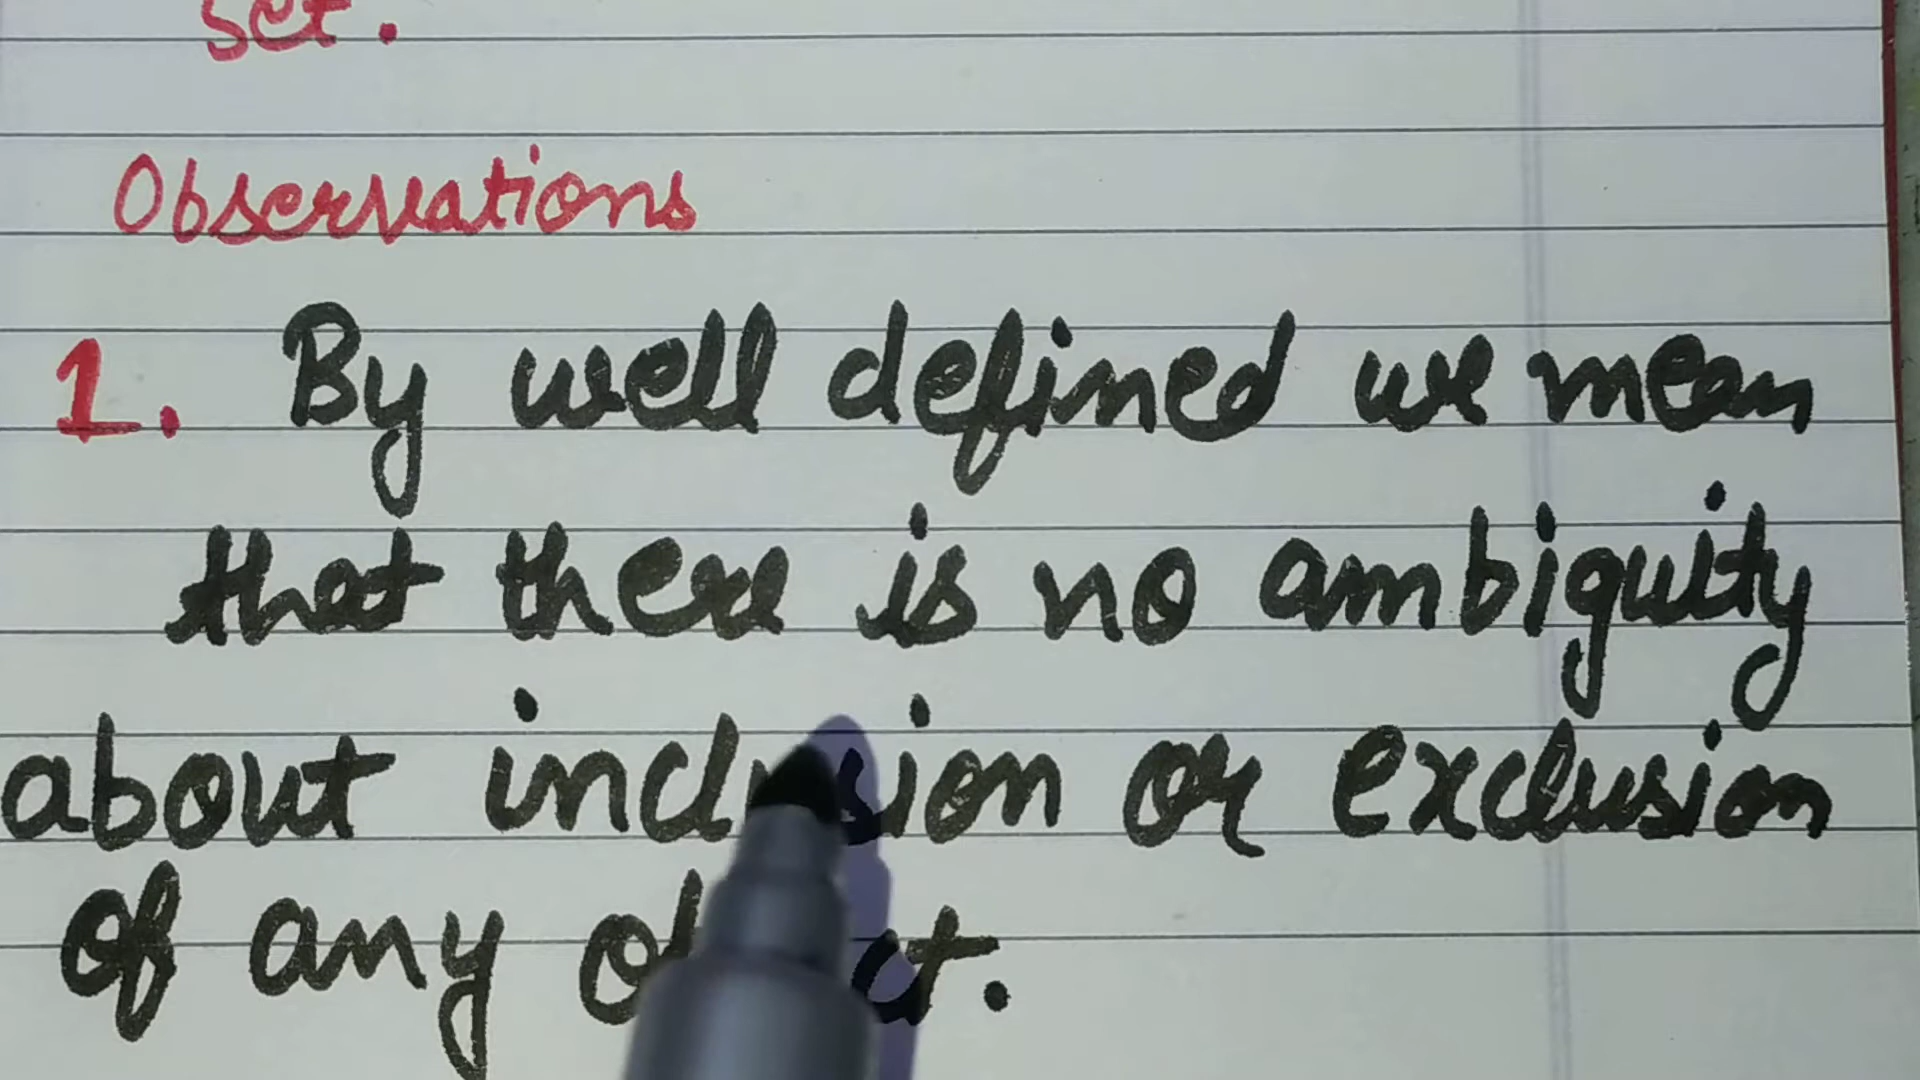 set.
Observations
1. By well defined we mean
that there is no ambiguity
about inclusion or exclusion
of any object.